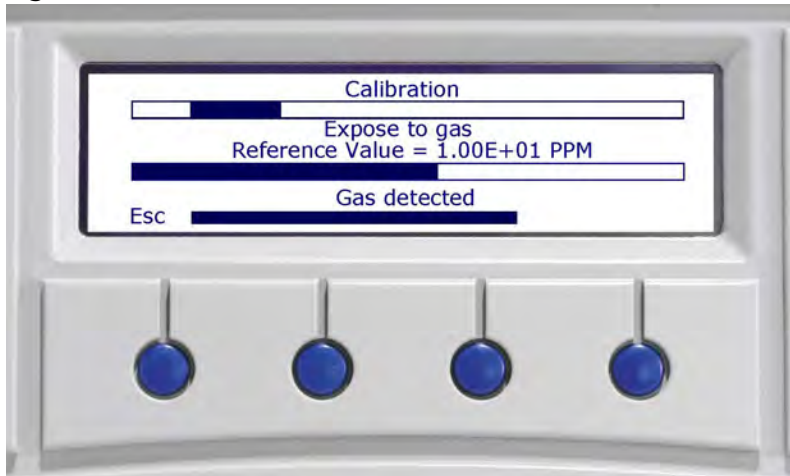 Calibration
Expose to gas
Reference Value = 1.00E+01 PPM
Gas detected
Esc